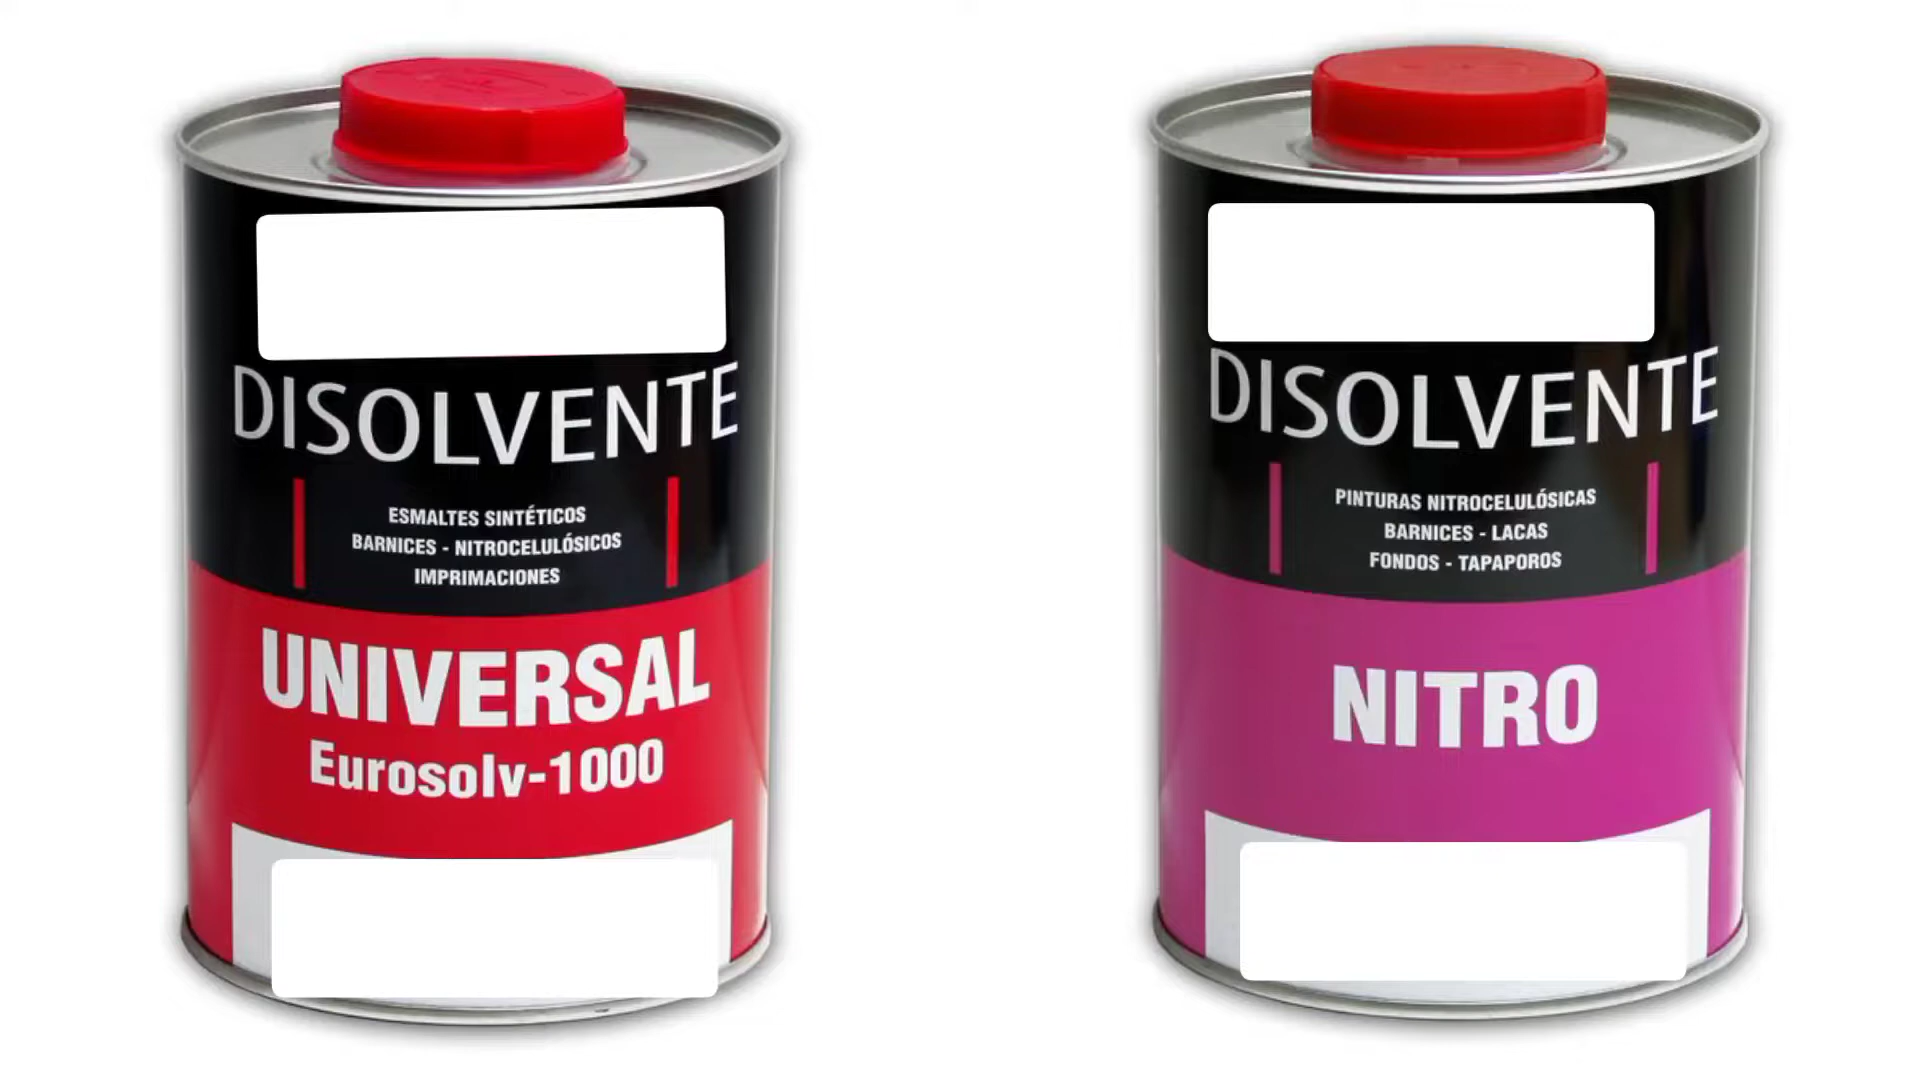 DISOLVENTE
ESMALTES SINTÉTICOS
BARNICES - NITROCELULÓSICOS
IMPRIMACIONES
UNIVERSAL
Eurosolv-1000
DISOLVENTE
PINTURAS NITROCELULÓSICAS
BARNICES - LACAS
FONDOS - TAPAPOROS
NITRO